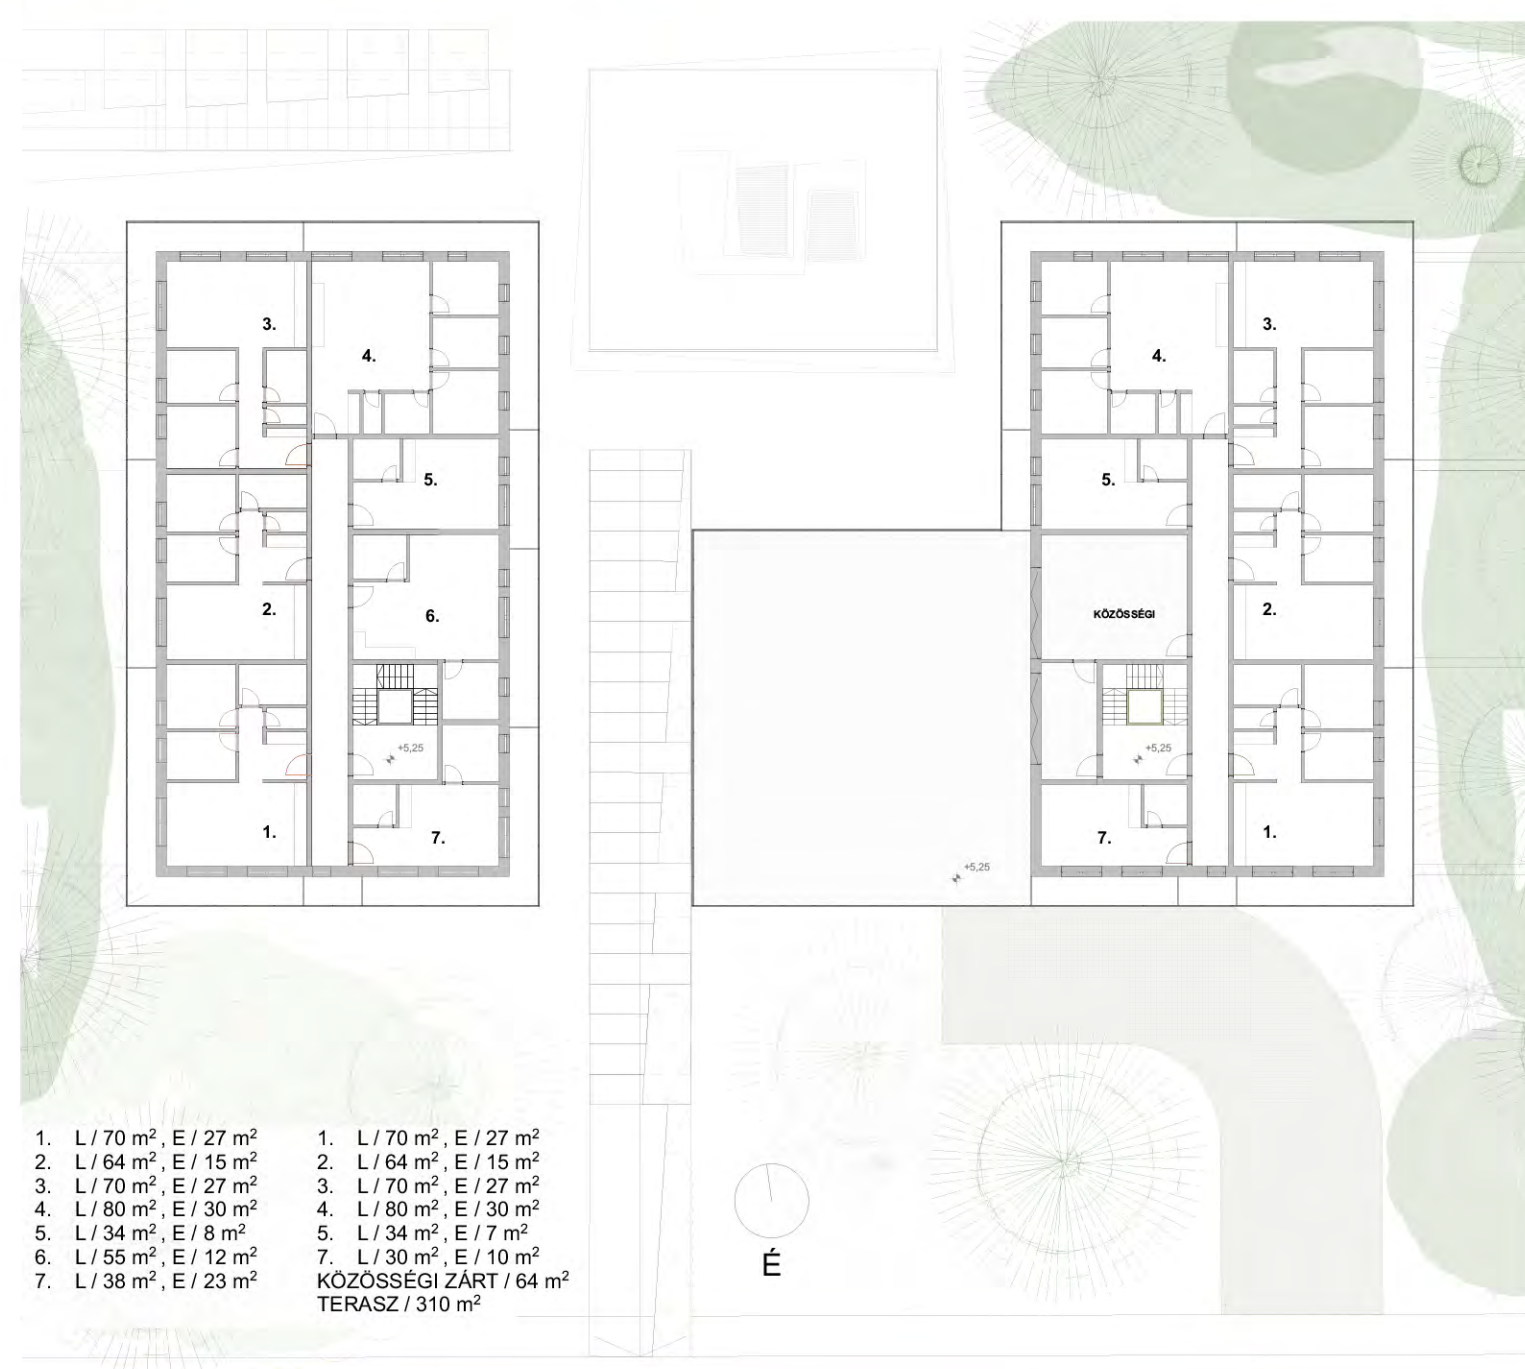 3.
4.
4.
3.
5.
5.
2.
6.
KÖZÖSSÉGI
2.
+5,25
+5,25
1.
7.
7.
1.
+5,25
1. L / 70 m², E / 27 m²
2. L / 64 m², E / 15 m²
3. L / 70 m², E / 27 m²
4. L / 80 m², E / 30 m²
5. L / 34 m², E / 8 m²
6. L / 55 m², E / 12 m²
7. L / 38 m², E / 23 m²
1. L / 70 m², E / 27 m²
2. L / 64 m², E / 15 m²
3. L / 70 m², E / 27 m²
4. L / 80 m², E / 30 m²
5. L / 34 m², E / 7 m²
7. L / 30 m², E / 10 m²
KÖZÖSSÉGI ZÁRT / 64 m²
TERASZ / 310 m²
É